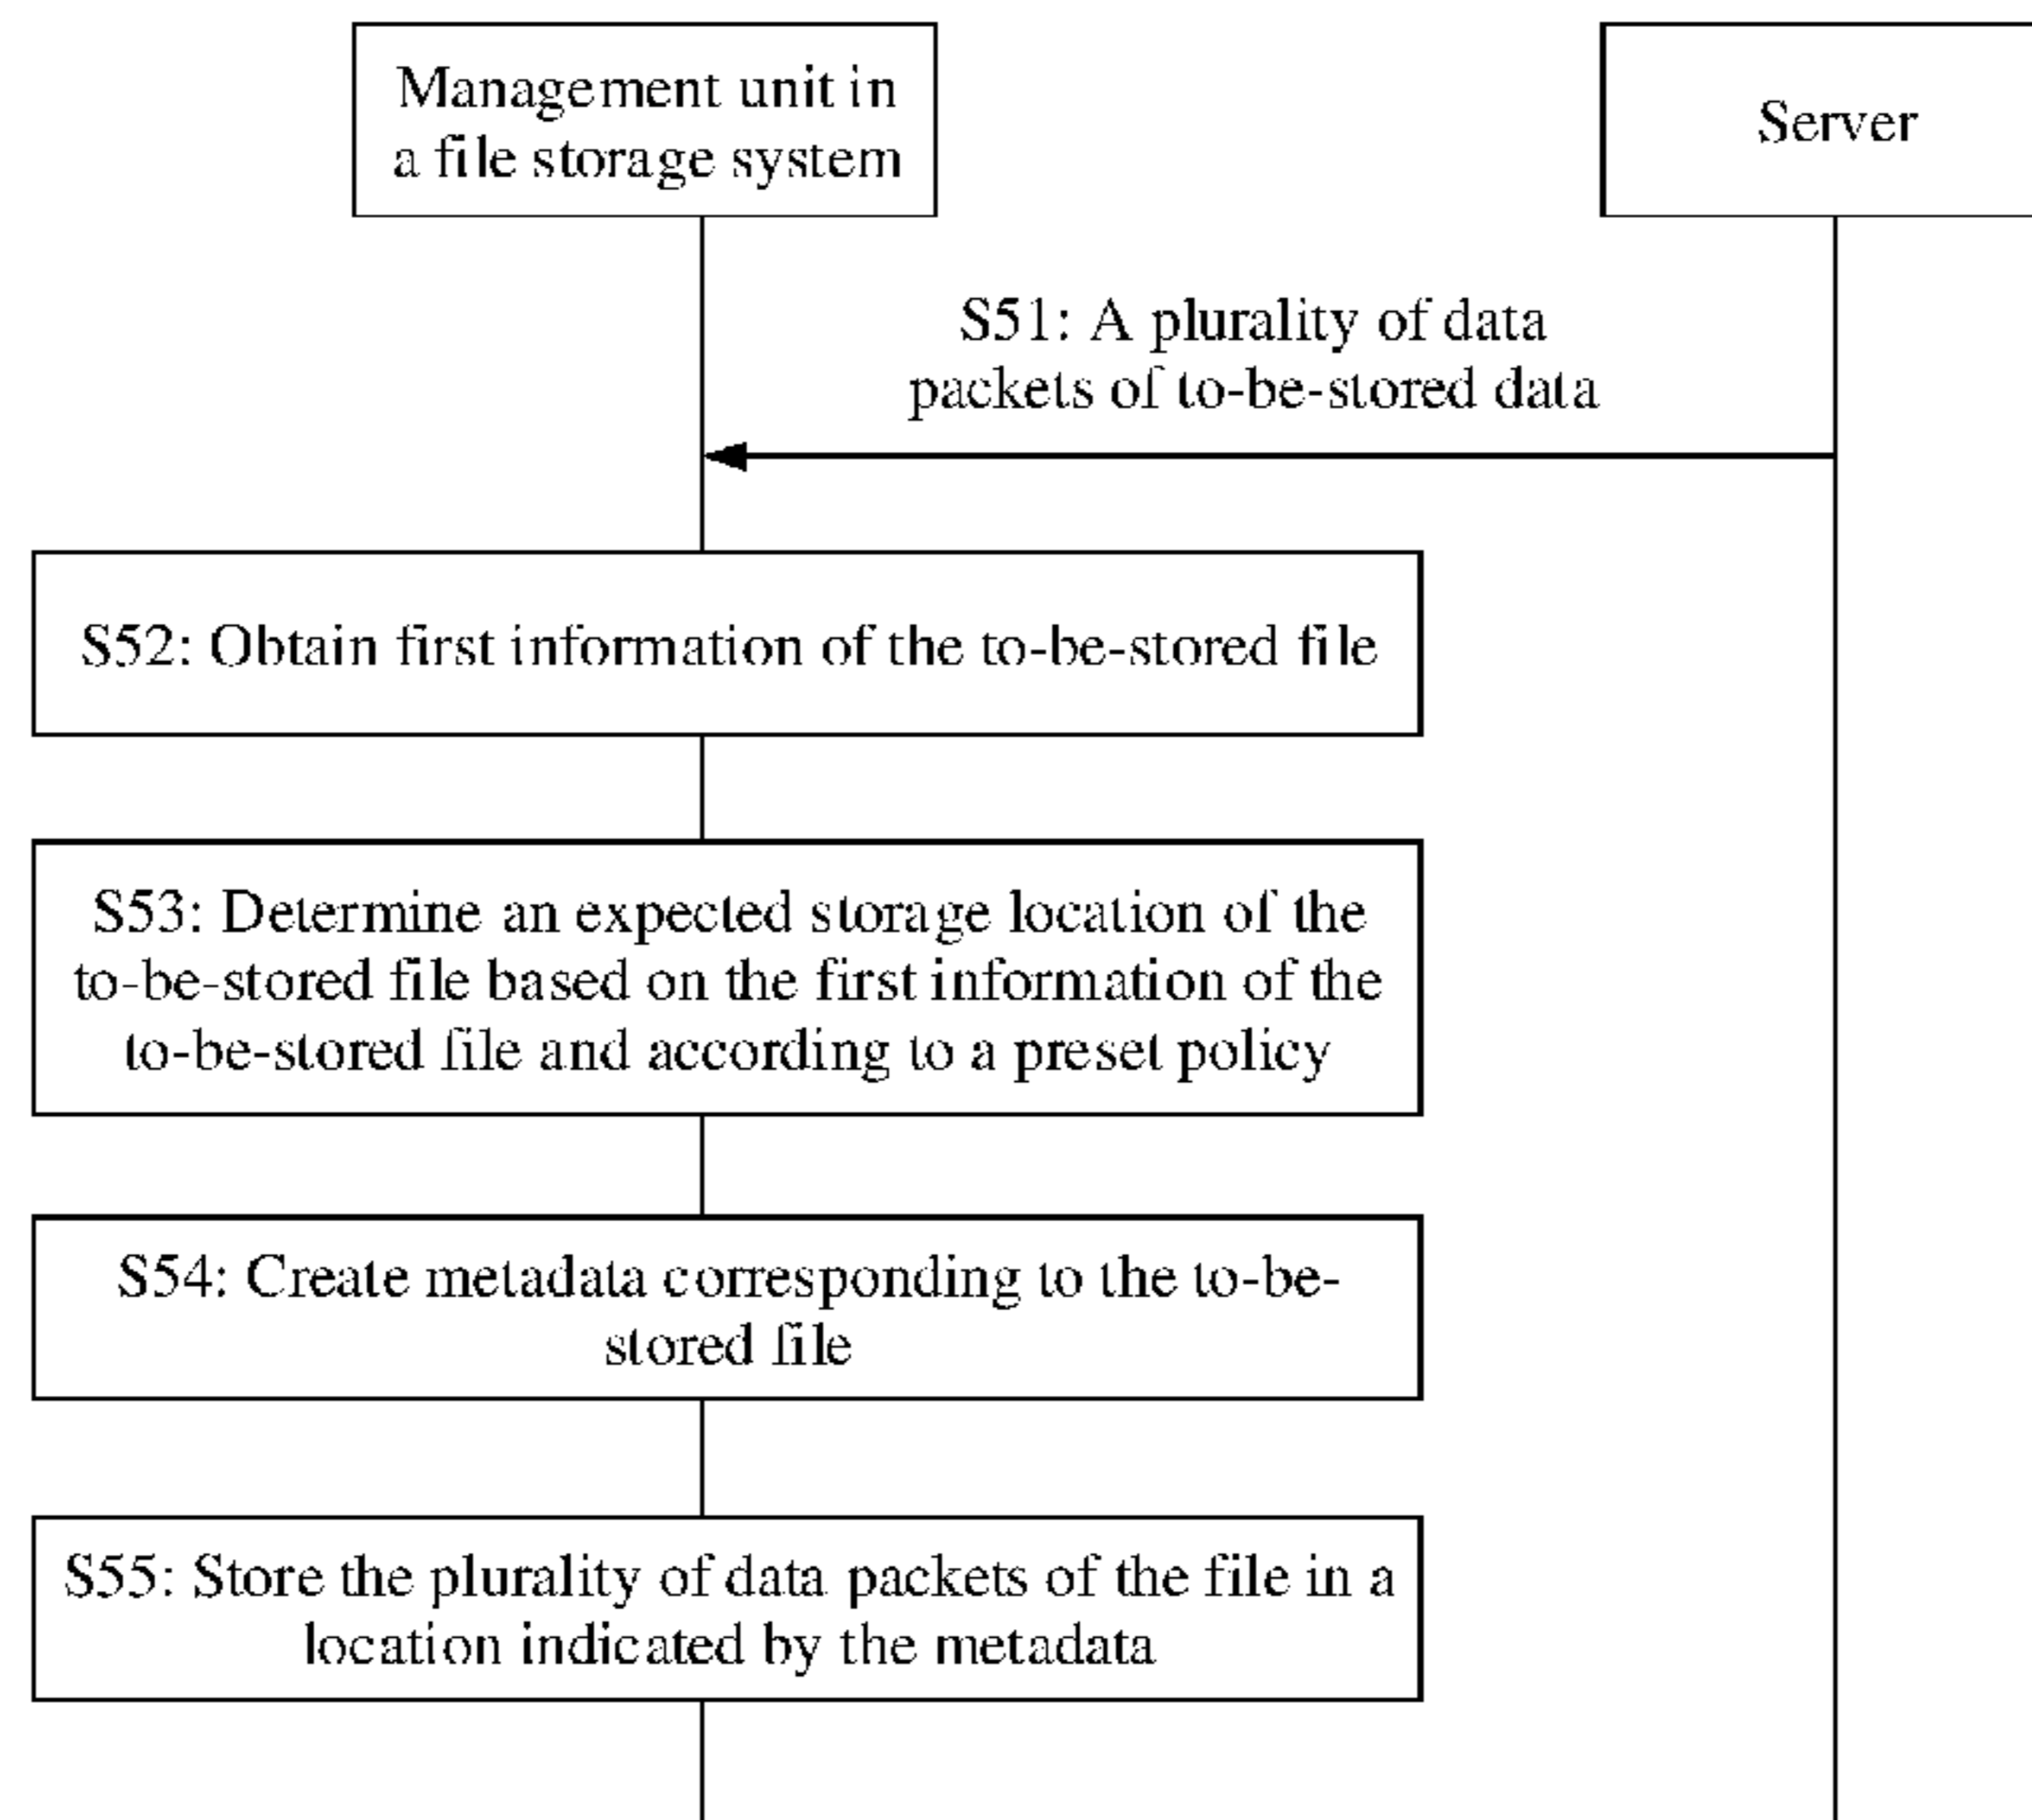 Management unit in
a file storage system
Server
S51: A plurality of data
packets of to-be-stored data
S52: Obtain first information of the to-be-stored file
S53: Determine an expected storage location of the
to-be-stored file based on the first information of the
to-be-stored file and according to a preset policy
S54: Create metadata corresponding to the to-be-
stored file
S55: Store the plurality of data packets of the file in a
location indicated by the metadata